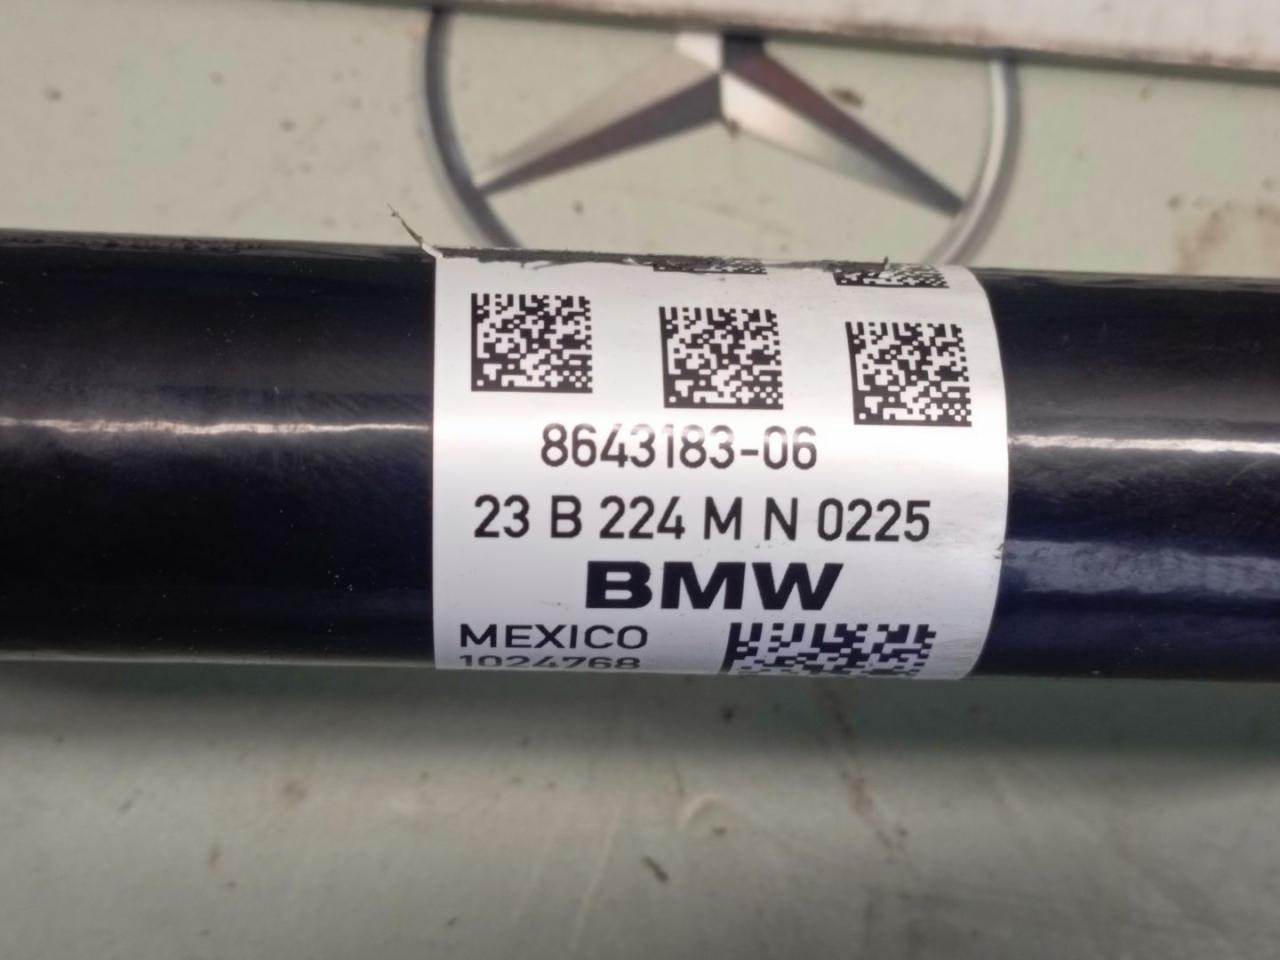 8643183-06
23 B 224 M N 0225
BMW
MEXICO
1024768